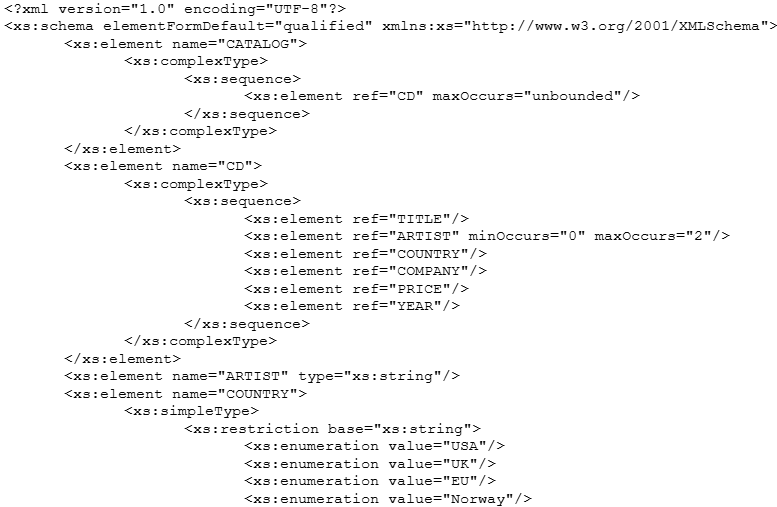 <?xml version="1.0" encoding="UTF-8"?>
<xs:schema elementFormDefault="qualified" xmlns:xs="http://www.w3.org/2001/XMLSchema">
<xs:element name="CATALOG">
<xs:complexType>
<xs:sequence>
<xs:element ref="CD" maxOccurs="unbounded"/>
</xs:sequence>
</xs:complexType>
</xs:element>
<xs:element name="CD">
<xs:complexType>
<xs:sequence>
<xs:element ref="TITLE"/>
<xs:element ref="ARTIST" minOccurs="0" maxOccurs="2"/>
<xs:element ref="COUNTRY"/>
<xs:element ref="COMPANY"/>
<xs:element ref="PRICE"/>
<xs:element ref="YEAR"/>
</xs:sequence>
</xs:complexType>
</xs:element>
<xs:element name="ARTIST" type="xs:string"/>
<xs:element name="COUNTRY">
<xs:simpleType>
<xs:restriction base="xs:string">
<xs:enumeration value="USA"/>
<xs:enumeration value="UK"/>
<xs:enumeration value="EU"/>
<xs:enumeration value="Norway"/>